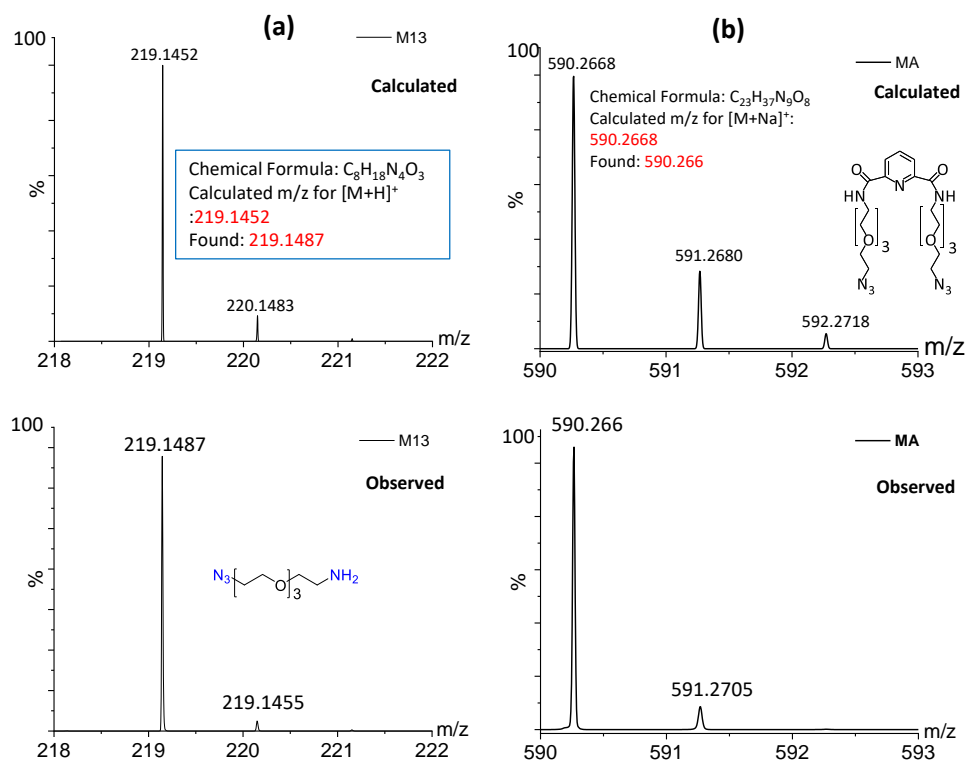 (a)
100
219.1452
M13
Calculated
Chemical Formula: C₈H₁₈N₄O₃
Calculated m/z for [M+H]⁺
:219.1452
Found: 219.1487
%
220.1483
m/z
218 219 220 221 222
(b)
100
590.2668
MA
Calculated
Chemical Formula: C₂₃H₃₇N₉O₈
Calculated m/z for [M+Na]⁺:
590.2668
Found: 590.266
%
O O
N
NH HN
O 3 O 3
N₃ N₃
591.2680
592.2718
m/z
590 591 592 593
100
219.1487
M13
Observed
%
N₃ O 3 NH₂
219.1455
m/z
218 219 220 221 222
100
590.266
MA
Observed
%
591.2705
m/z
590 591 592 593